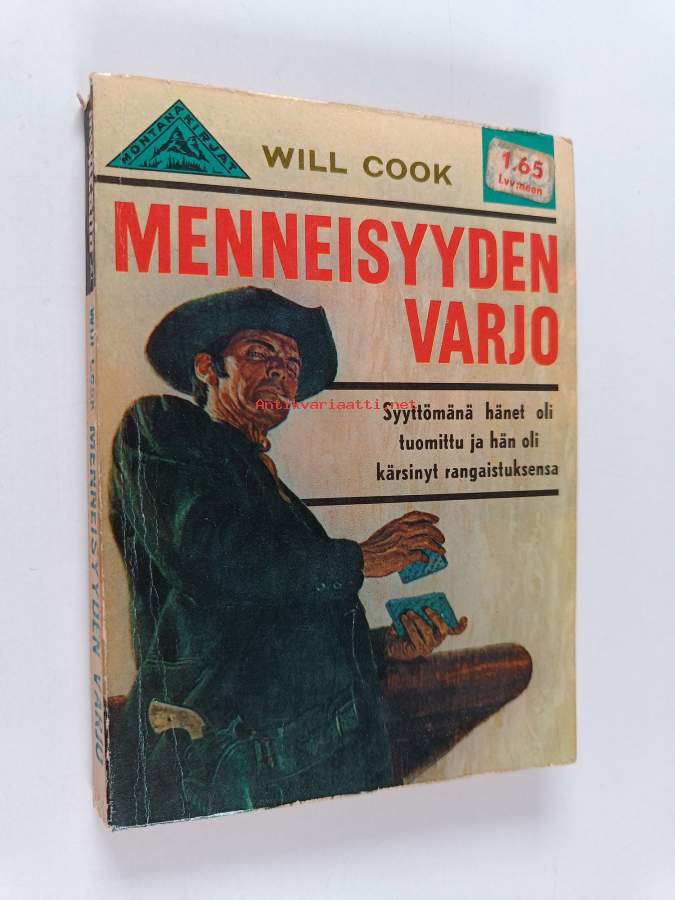 MONTANA KIRJAT
WILL COOK
1.65
Lyymeen
MENNEISYYDEN
VARJO
Antikvariaatti.net
Syyttömänä hänet oli
tuomittu ja hän oli
kärsinyt rangaistuksensa
WILL COOK MENNEISYYDEN VARJO